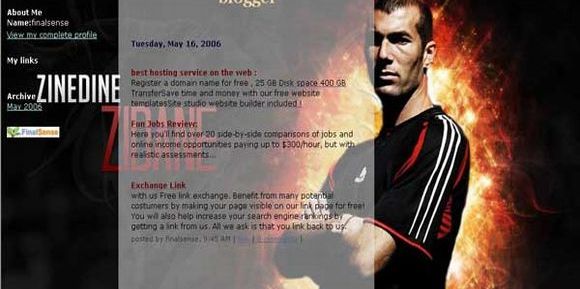 blogger
About Me
Name:finalsense
View my complete profile
My links
Archive
May 2006
FinalSense
ZINEDINE
ZIDANE
Tuesday, May 16, 2006
best hosting service on the web :
Register a domain name for free , 25 GB Disk space 400 GB
TransferSave time and money with our free website
templatesSite studio website builder included !
Fun Jobs Review:
Here you'll find over 20 side-by-side comparisons of jobs and
online income opportunities paying up to $300/hour, but with
realistic assessments...
Exchange Link
with us Free link exchange. Benefit from many potential
costumers by making your page visible on our link page for free!
You will also help increase your search engine rankings by
getting a link from us. All we ask is that you link back to us.
posted by finalsense, 9:45 AM |